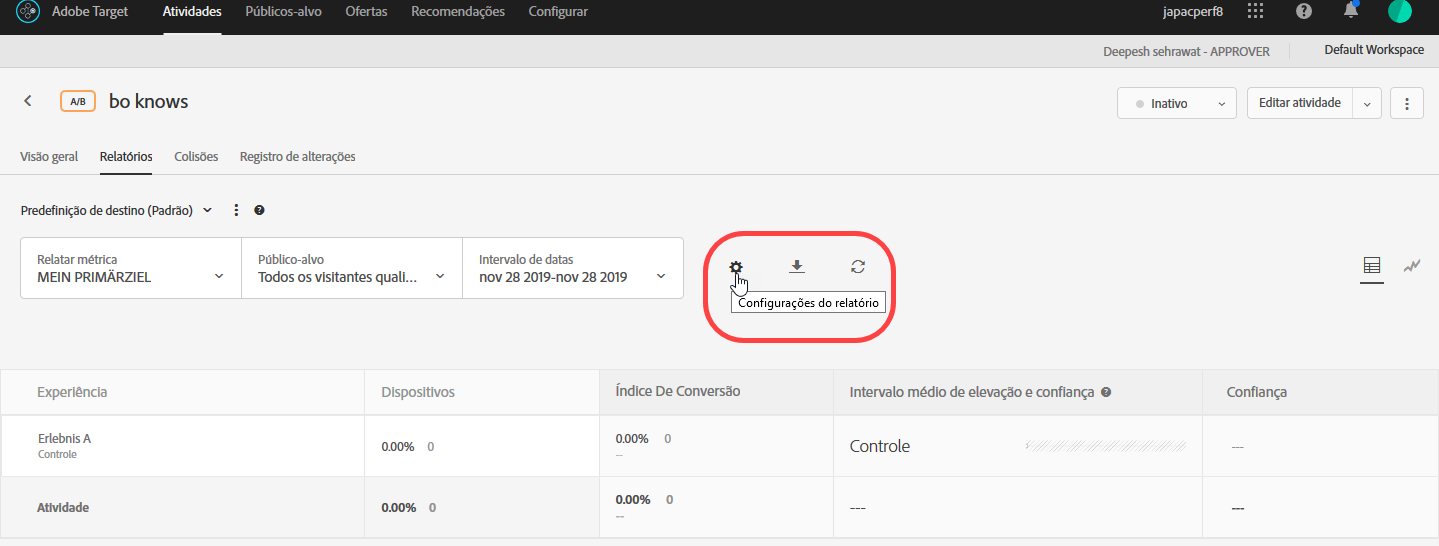 Adobe Target Atividades Públicos-alvo Ofertas Recomendações Configurar japacperf8
Deepesh sehrawat - APPROVER Default Workspace
A/B bo knows Inativo Editar atividade
Visão geral Relatórios Colisões Registro de alterações
Predefinição de destino (Padrão)
Relatar métrica Público-alvo Intervalo de datas
MEIN PRIMÄRZIEL Todos os visitantes quali... nov 28 2019-nov 28 2019
Configurações do relatório
Experiência Dispositivos Índice De Conversão Intervalo médio de elevação e confiança Confiança
Erlebnis A 0.00% 0 0.00% 0 Controle ---
Controle --
Atividade 0.00% 0 0.00% 0 --- ---
--